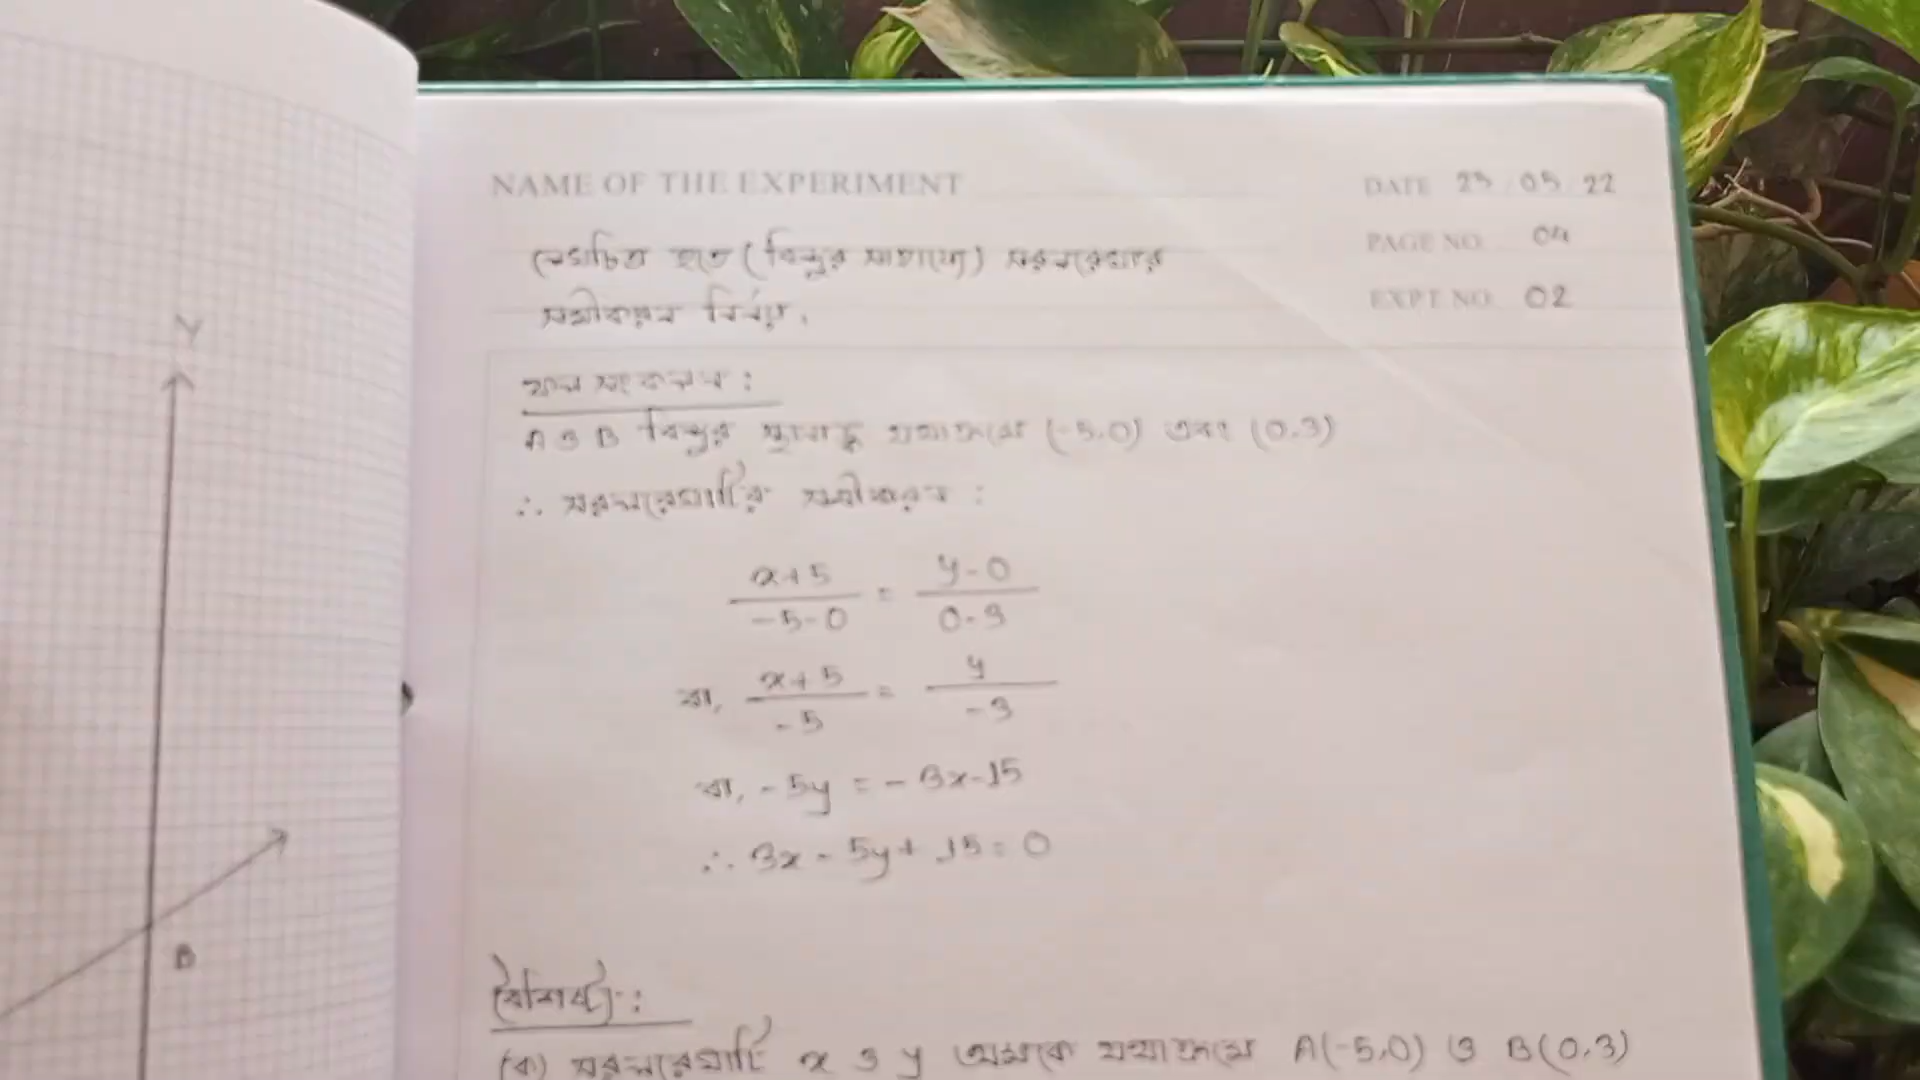 Y
B
NAME OF THE EXPERIMENT
DATE 23 05 22
PAGE NO 04
EXPT NO 02
লেখচিত্র হতে (বিন্দুর সাহায্যে) সরলরেখার
সমীকরণ নির্ণয়।
ফল সংকলন :
A ও B বিন্দুর স্থানাঙ্ক যথাক্রমে (-5,0) এবং (0,3)
∴ সরলরেখাটির সমীকরণ :
x+5 / -5-0 = y-0 / 0-3
বা, x+5 / -5 = y / -3
বা, -5y = -3x-15
∴ 3x - 5y + 15 = 0
বৈশিষ্ট্য :
(ক) সরলরেখাটি x ও y অক্ষকে যথাক্রমে A(-5,0) ও B(0,3)